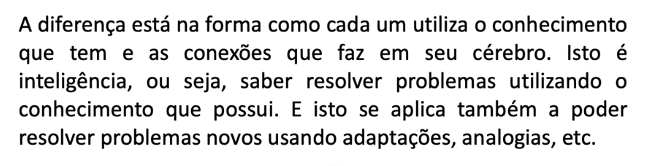 A diferença está na forma como cada um utiliza o conhecimento
que tem e as conexões que faz em seu cérebro. Isto é
inteligência, ou seja, saber resolver problemas utilizando o
conhecimento que possui. E isto se aplica também a poder
resolver problemas novos usando adaptações, analogias, etc.